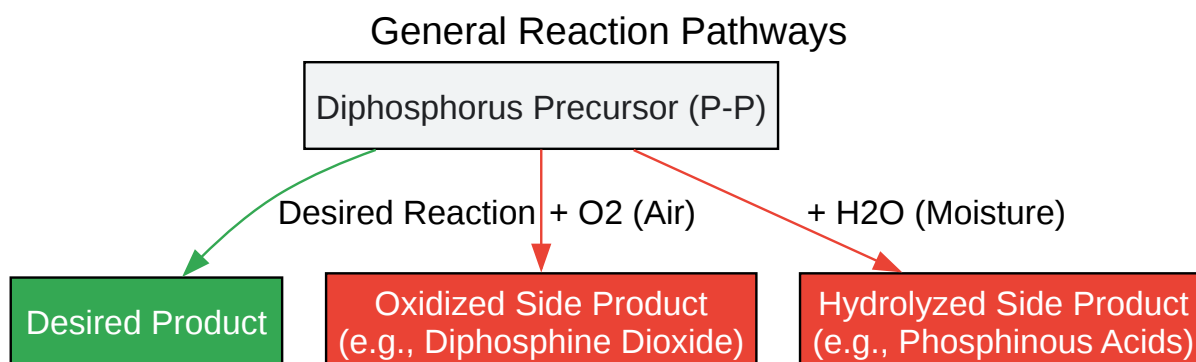 General Reaction Pathways
Diphosphorus Precursor (P-P)
Desired Reaction
+ O2 (Air)
+ H2O (Moisture)
Desired Product
Oxidized Side Product
(e.g., Diphosphine Dioxide)
Hydrolyzed Side Product
(e.g., Phosphinous Acids)